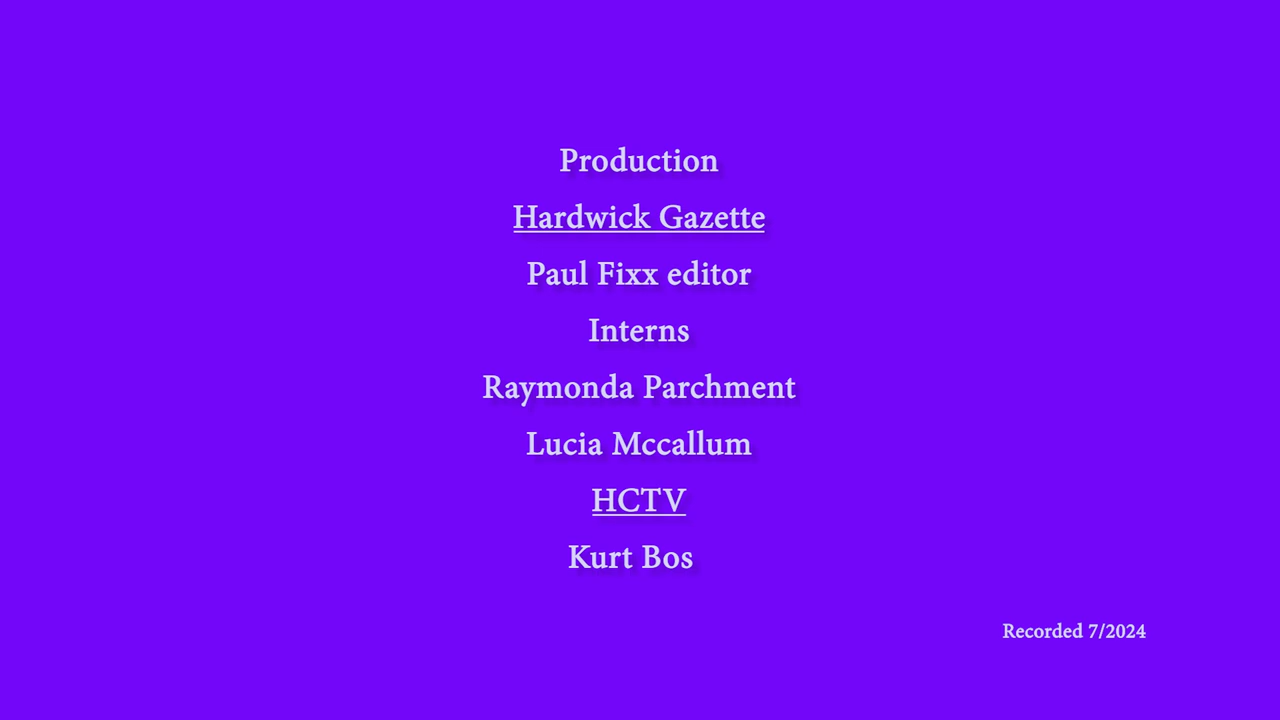 Production
Hardwick Gazette
Paul Fixx editor
Interns
Raymonda Parchment
Lucia Mccallum
HCTV
Kurt Bos
Recorded 7/2024